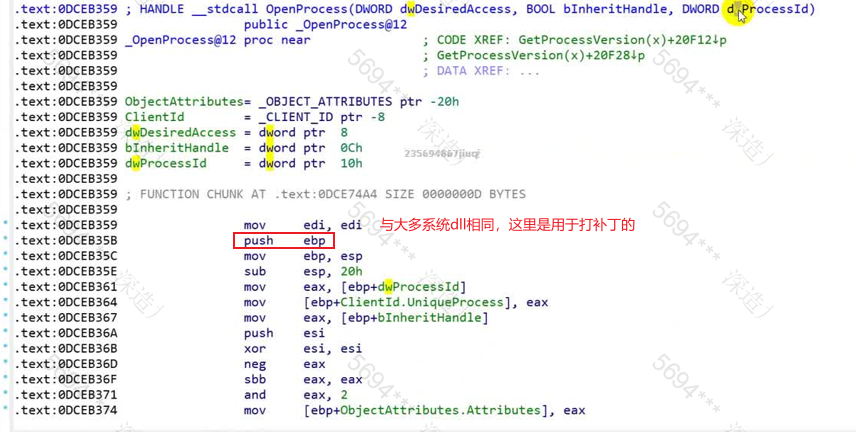 .text:0DCEB359 ; HANDLE __stdcall OpenProcess(DWORD dwDesiredAccess, BOOL bInheritHandle, DWORD dwProcessId)
.text:0DCEB359 public _OpenProcess@12
.text:0DCEB359 _OpenProcess@12 proc near ; CODE XREF: GetProcessVersion(x)+20F12↓p
.text:0DCEB359 ; GetProcessVersion(x)+20F28↓p
.text:0DCEB359 ; DATA XREF: ...
.text:0DCEB359
.text:0DCEB359 ObjectAttributes= _OBJECT_ATTRIBUTES ptr -20h
.text:0DCEB359 ClientId = _CLIENT_ID ptr -8
.text:0DCEB359 dwDesiredAccess = dword ptr 8
.text:0DCEB359 bInheritHandle = dword ptr 0Ch
.text:0DCEB359 dwProcessId = dword ptr 10h
.text:0DCEB359
.text:0DCEB359 ; FUNCTION CHUNK AT .text:0DCE74A4 SIZE 0000000D BYTES
.text:0DCEB359
.text:0DCEB359 mov edi, edi 与大多系统dll相同，这里是用于打补丁的
.text:0DCEB35B push ebp
.text:0DCEB35C mov ebp, esp
.text:0DCEB35E sub esp, 20h
.text:0DCEB361 mov eax, [ebp+dwProcessId]
.text:0DCEB364 mov [ebp+ClientId.UniqueProcess], eax
.text:0DCEB367 mov eax, [ebp+bInheritHandle]
.text:0DCEB36A push esi
.text:0DCEB36B xor esi, esi
.text:0DCEB36D neg eax
.text:0DCEB36F sbb eax, eax
.text:0DCEB371 and eax, 2
.text:0DCEB374 mov [ebp+ObjectAttributes.Attributes], eax